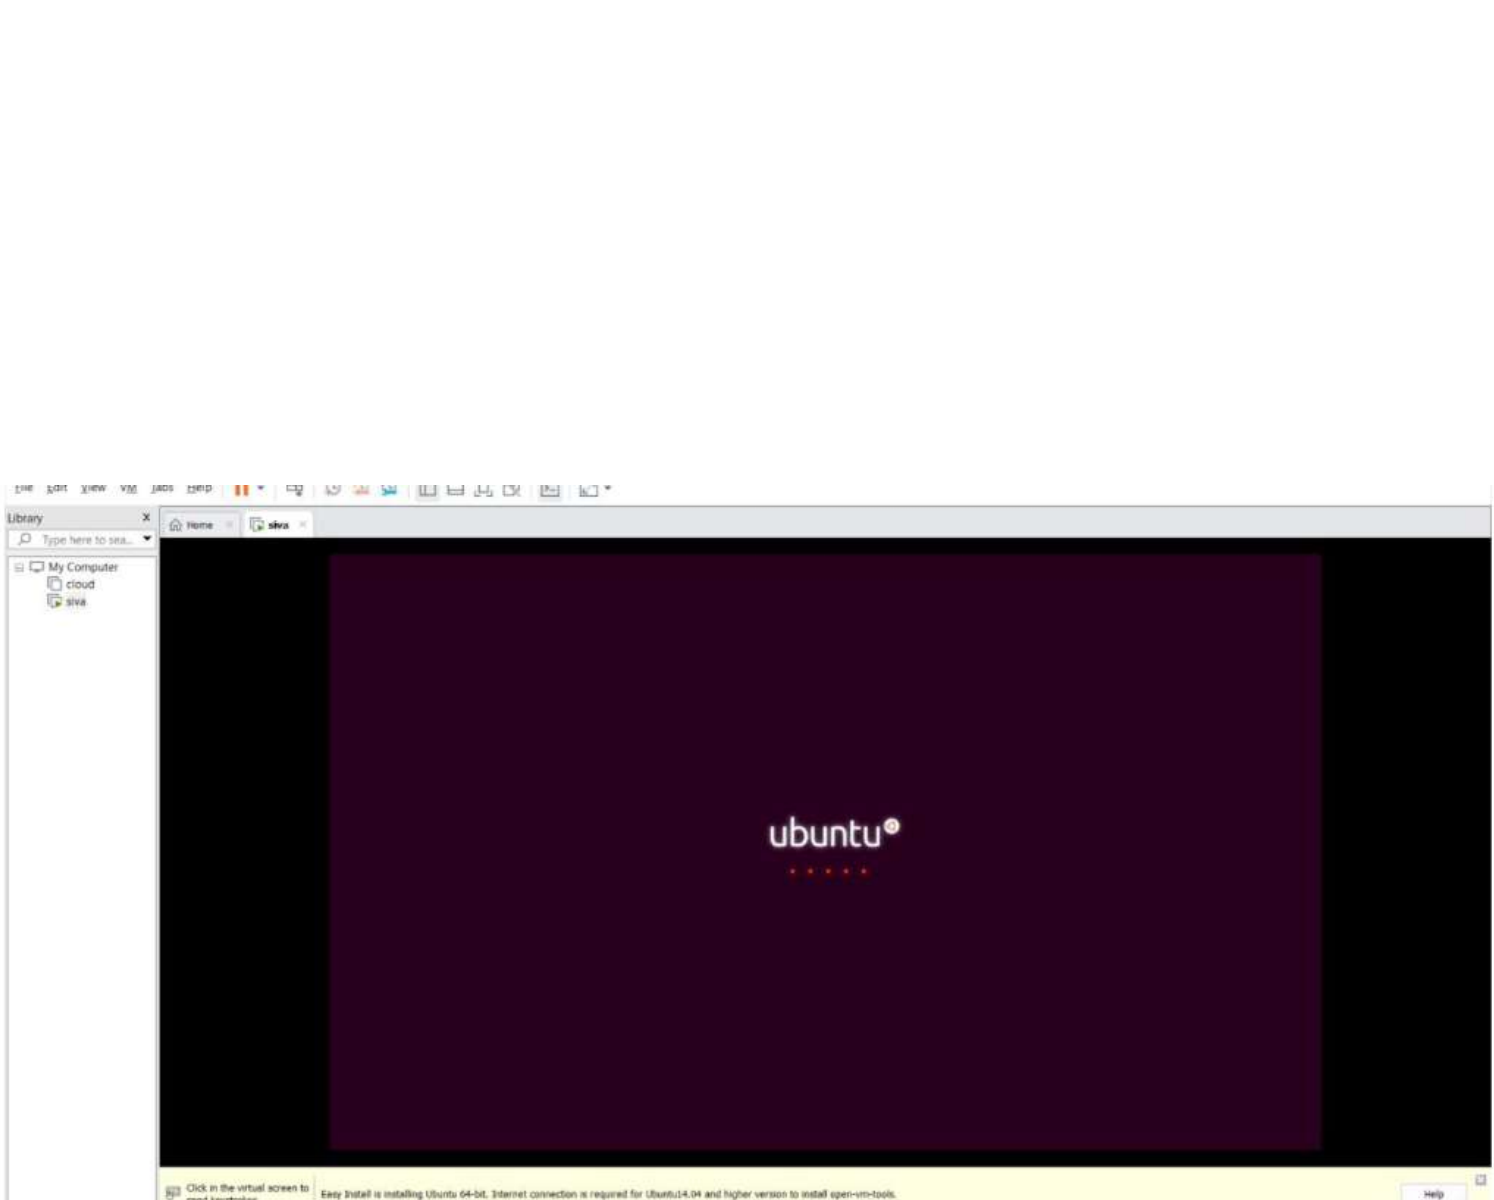 File Edit View VM Tabs Help
Library x
Home × siva ×
Type here to sea...
My Computer
cloud
siva
ubuntu
Click in the virtual screen to
send keystrokes
Easy Install is installing Ubuntu 64-bit. Internet connection is required for Ubuntu14.04 and higher version to install open-vm-tools.
Help